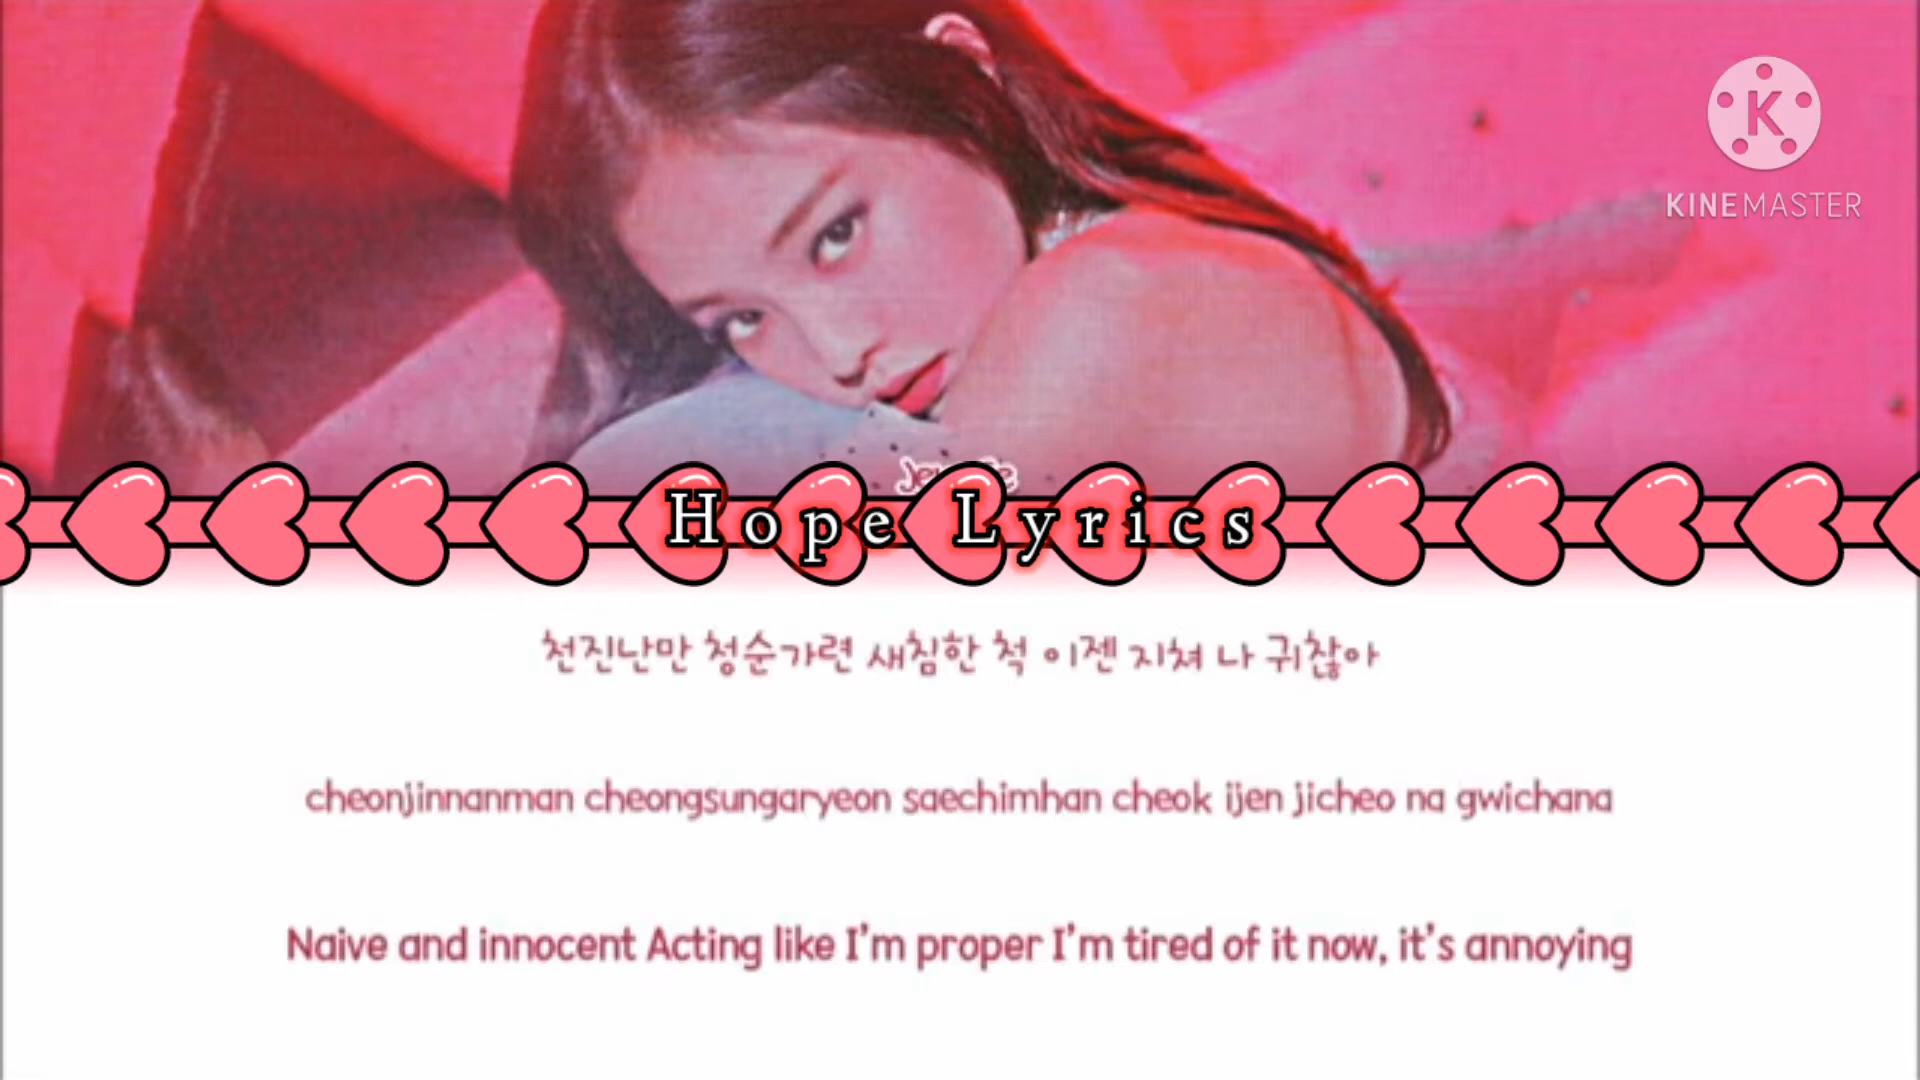 K
KINEMASTER
Hope Lyrics
천진난만 청순가련 새침한 척 이젠 지쳐 나 귀찮아
cheonjinnanman cheongsungaryeon saechimhan cheok ijen jicheo na gwichana
Naive and innocent Acting like I'm proper I'm tired of it now, it's annoying